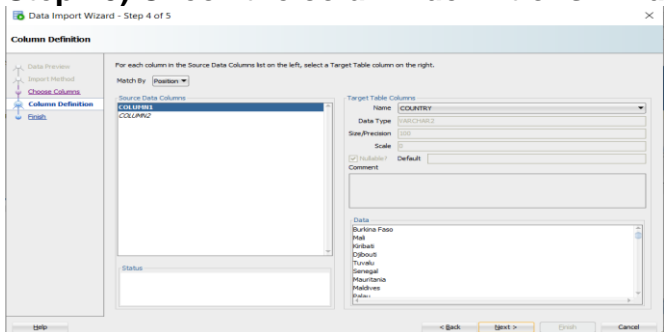 Data Import Wizard - Step 4 of 5
Column Definition
Data Preview
Import Method
Choose Columns
Column Definition
Finish
For each column in the Source Data Columns list on the left, select a Target Table column on the right.
Match By Position
Source Data Columns
COLUMN1
COLUMN2
Status
Target Table Columns
Name COUNTRY
Data Type VARCHAR2
Size/Precision 100
Scale 0
Nullable? Default
Comment
Data
Burkina Faso
Mali
Kiribati
Djibouti
Tuvalu
Senegal
Mauritania
Maldives
Palau
Help
< Back Next > Finish Cancel